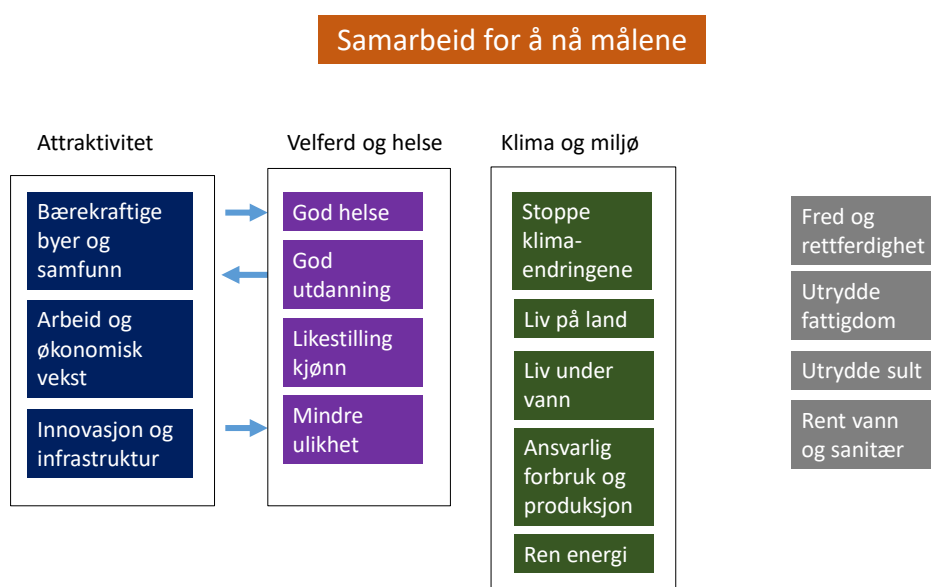 Samarbeid for å nå målene
Attraktivitet
Bærekraftige
byer og
samfunn
Arbeid og
økonomisk
vekst
Innovasjon og
infrastruktur
Velferd og helse
God helse
God
utdanning
Likestilling
kjønn
Mindre
ulikhet
Klima og miljø
Stoppe
klima-
endringene
Liv på land
Liv under
vann
Ansvarlig
forbruk og
produksjon
Ren energi
Fred og
rettferdighet
Utrydde
fattigdom
Utrydde sult
Rent vann
og sanitær